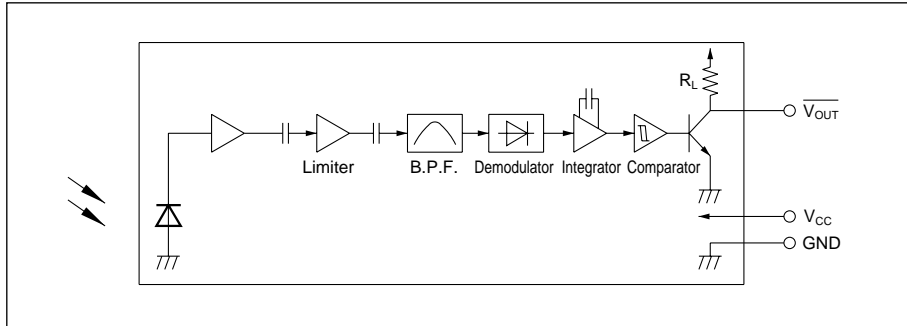 RL
VOUT
Limiter
B.P.F.
Demodulator
Integrator
Comparator
VCC
GND